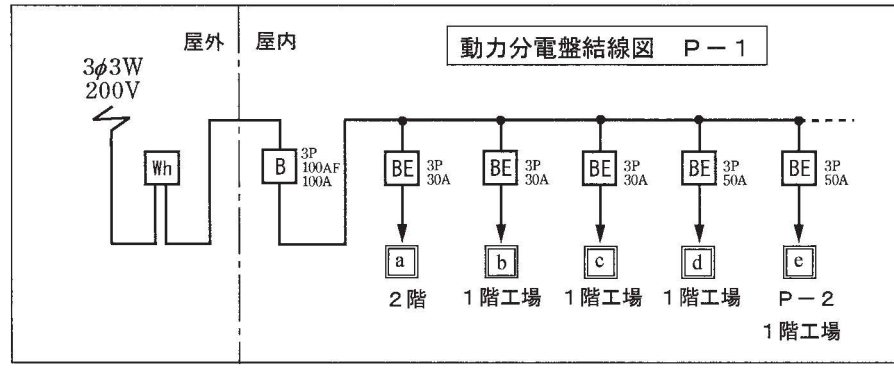 屋外
屋内
動力分電盤結線図 P－1
3φ3W
200V
Wh
B
3P
100AF
100A
BE
3P
30A
BE
3P
30A
BE
3P
30A
BE
3P
50A
BE
3P
50A
a
b
c
d
e
2階
1階工場
1階工場
1階工場
P－2
1階工場